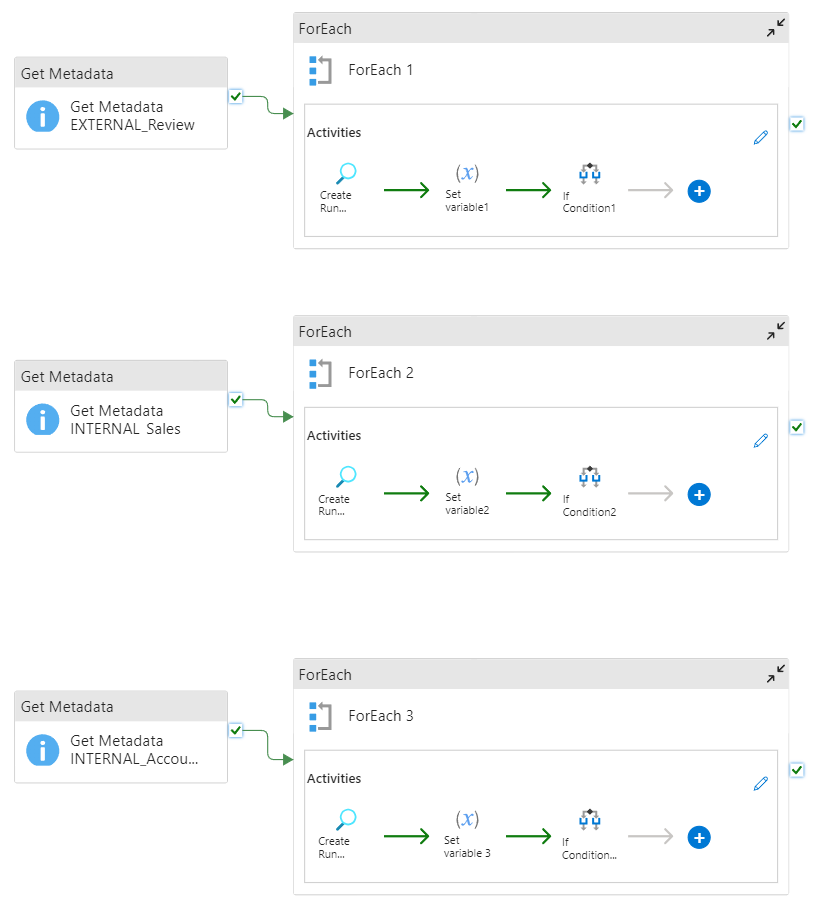 ForEach
ForEach 1
Get Metadata
Get Metadata
EXTERNAL_Review
Activities
(x)
Create
Run...
Set
variable1
If
Condition1
ForEach
ForEach 2
Get Metadata
Get Metadata
INTERNAL Sales
Activities
(x)
Create
Run...
Set
variable2
If
Condition2
ForEach
ForEach 3
Get Metadata
Get Metadata
INTERNAL_Accou...
Activities
(x)
Create
Run...
Set
variable 3
If
Condition...